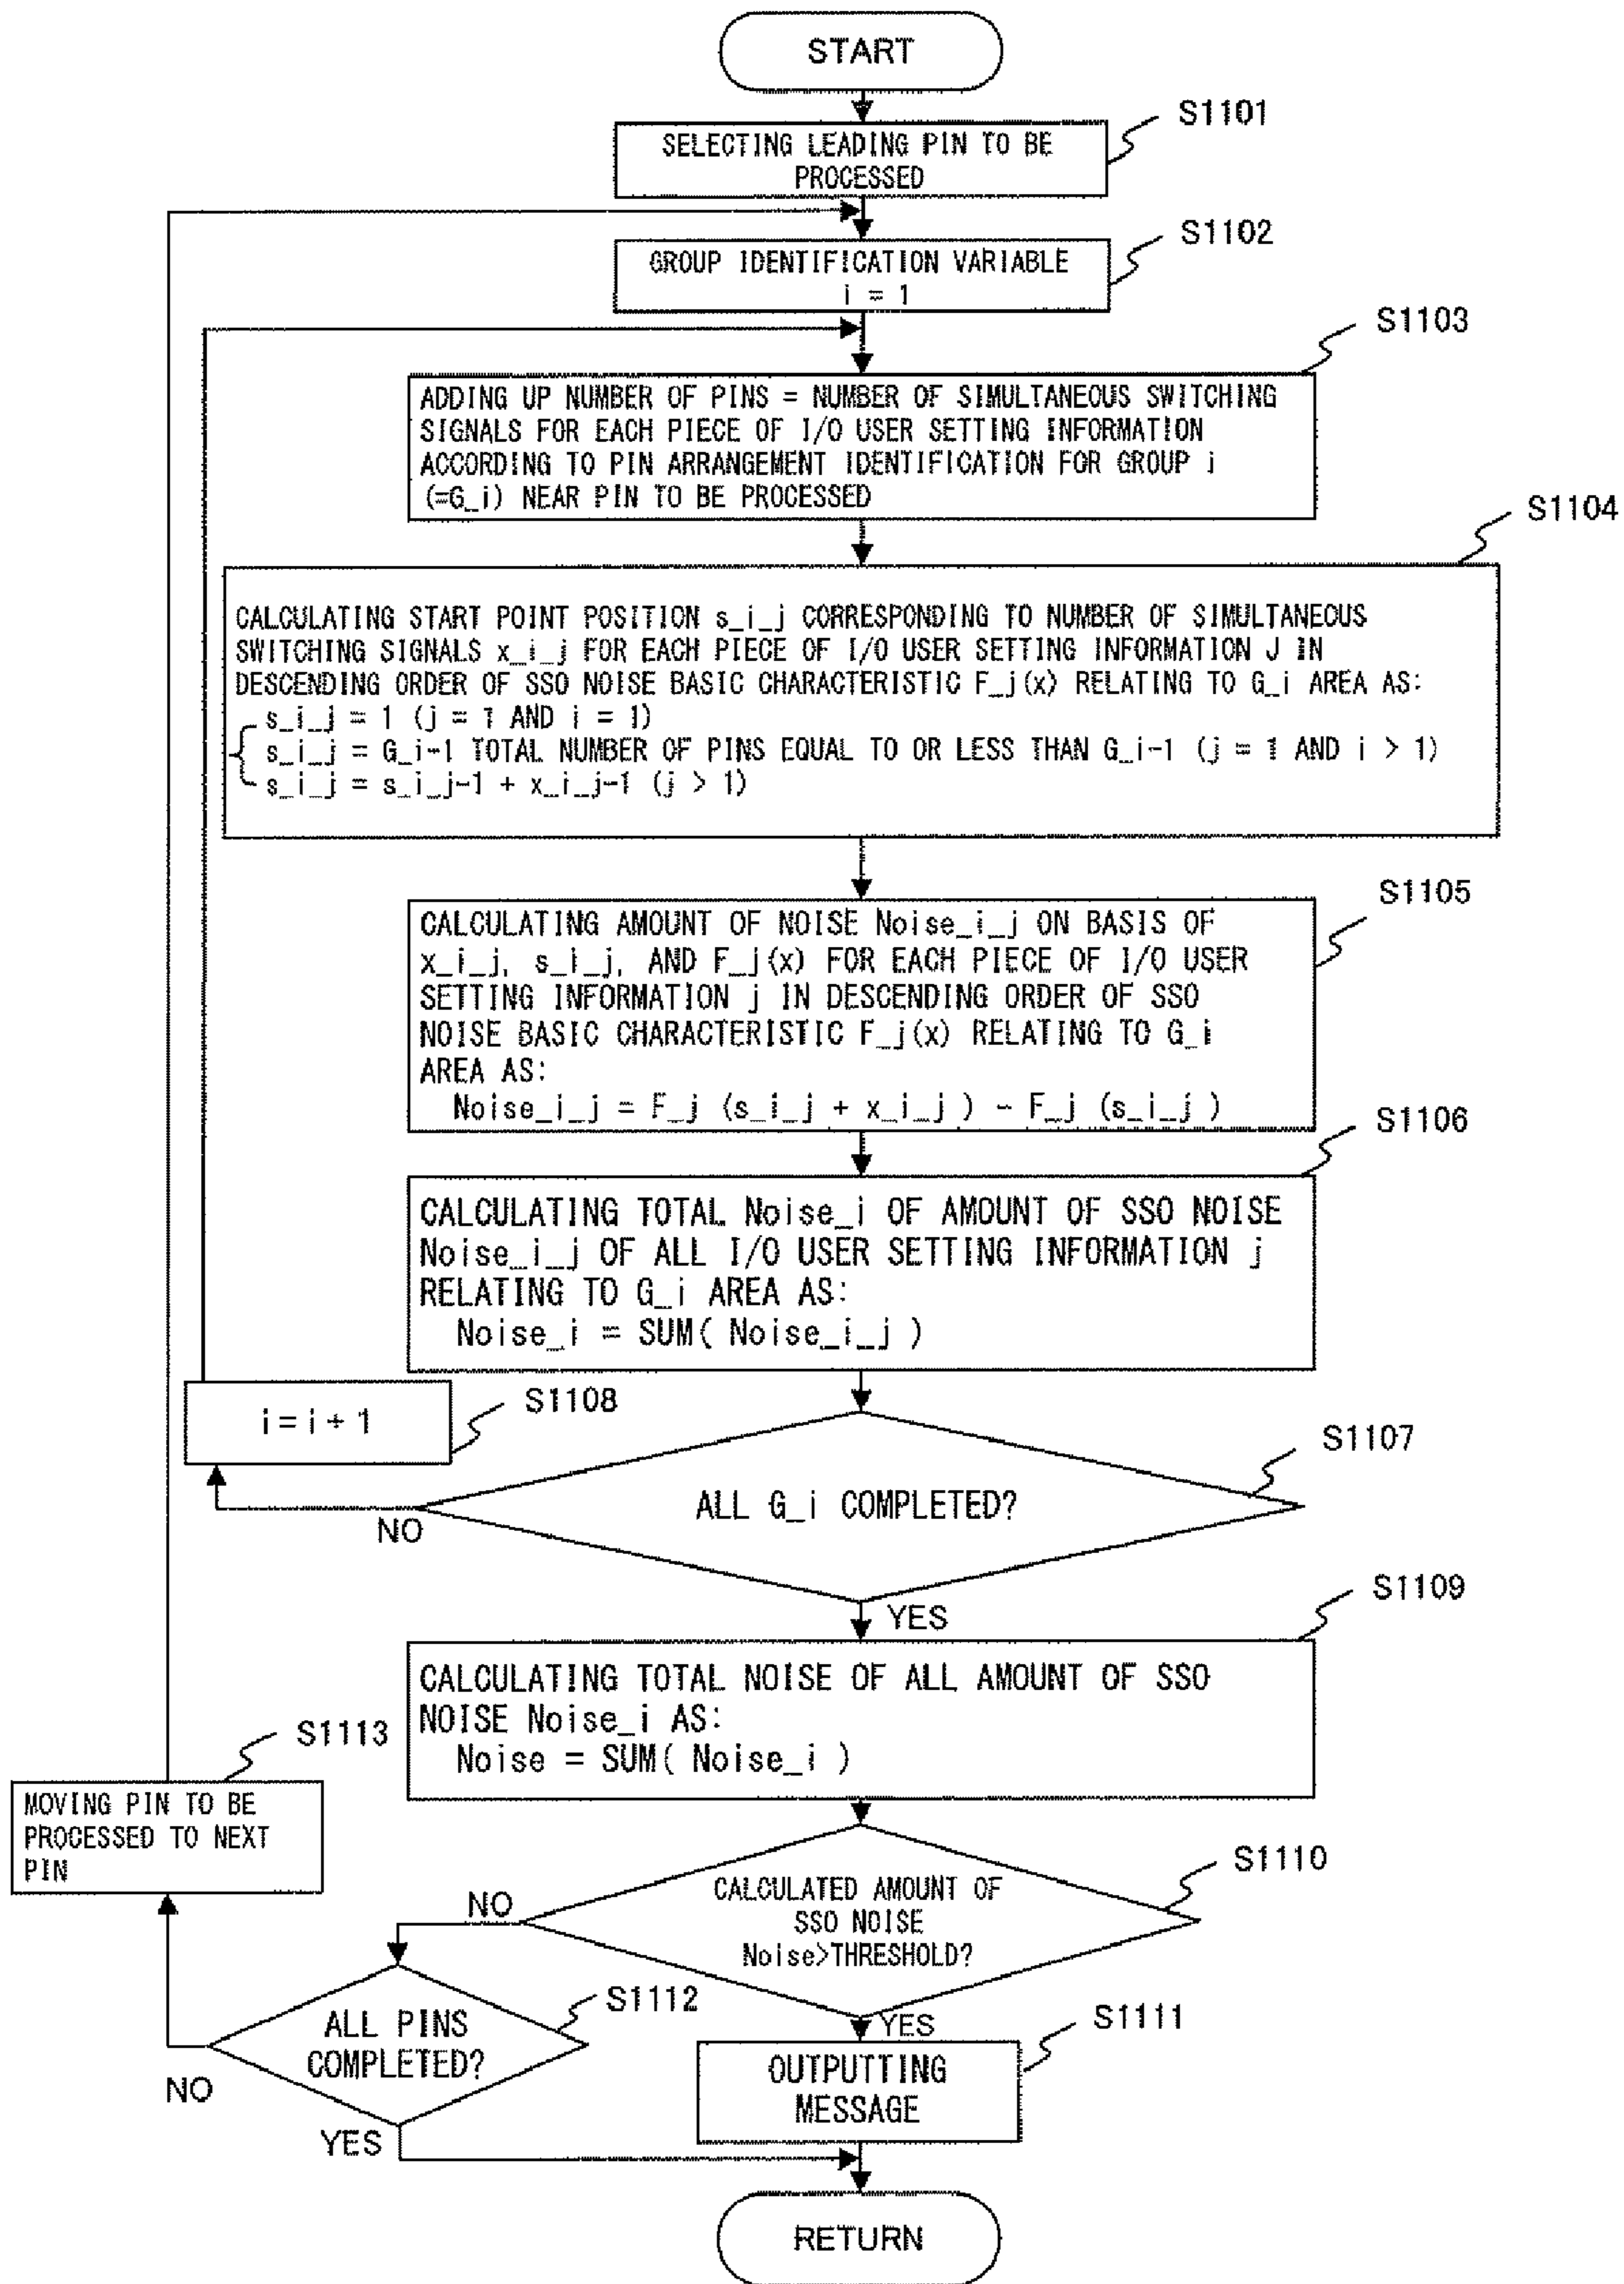 START
S1101
SELECTING LEADING PIN TO BE
PROCESSED
S1102
GROUP IDENTIFICATION VARIABLE
i = 1
S1103
ADDING UP NUMBER OF PINS = NUMBER OF SIMULTANEOUS SWITCHING
SIGNALS FOR EACH PIECE OF I/O USER SETTING INFORMATION
ACCORDING TO PIN ARRANGEMENT IDENTIFICATION FOR GROUP i
(=G_i) NEAR PIN TO BE PROCESSED
S1104
CALCULATING START POINT POSITION s_i_j CORRESPONDING TO NUMBER OF SIMULTANEOUS
SWITCHING SIGNALS x_i_j FOR EACH PIECE OF I/O USER SETTING INFORMATION J IN
DESCENDING ORDER OF SSO NOISE BASIC CHARACTERISTIC F_j(x) RELATING TO G_i AREA AS:
s_i_j = 1 (j = 1 AND i = 1)
s_i_j = G_i-1 TOTAL NUMBER OF PINS EQUAL TO OR LESS THAN G_i-1 (j = 1 AND i > 1)
s_i_j = s_i_j-1 + x_i_j-1 (j > 1)
S1105
CALCULATING AMOUNT OF NOISE Noise_i_j ON BASIS OF
x_i_j, s_i_j, AND F_j(x) FOR EACH PIECE OF I/O USER
SETTING INFORMATION j IN DESCENDING ORDER OF SSO
NOISE BASIC CHARACTERISTIC F_j(x) RELATING TO G_i
AREA AS:
Noise_i_j = F_j (s_i_j + x_i_j ) - F_j (s_i_j )
S1106
CALCULATING TOTAL Noise_i OF AMOUNT OF SSO NOISE
Noise_i_j OF ALL I/O USER SETTING INFORMATION j
RELATING TO G_i AREA AS:
Noise_i = SUM( Noise_i_j )
S1108
i = i + 1
S1107
ALL G_i COMPLETED?
NO
YES
S1109
CALCULATING TOTAL NOISE OF ALL AMOUNT OF SSO
NOISE Noise_i AS:
Noise = SUM( Noise_i )
S1113
MOVING PIN TO BE
PROCESSED TO NEXT
PIN
S1110
CALCULATED AMOUNT OF
SSO NOISE
Noise>THRESHOLD?
NO
YES
S1112
ALL PINS
COMPLETED?
NO
YES
S1111
OUTPUTTING
MESSAGE
RETURN